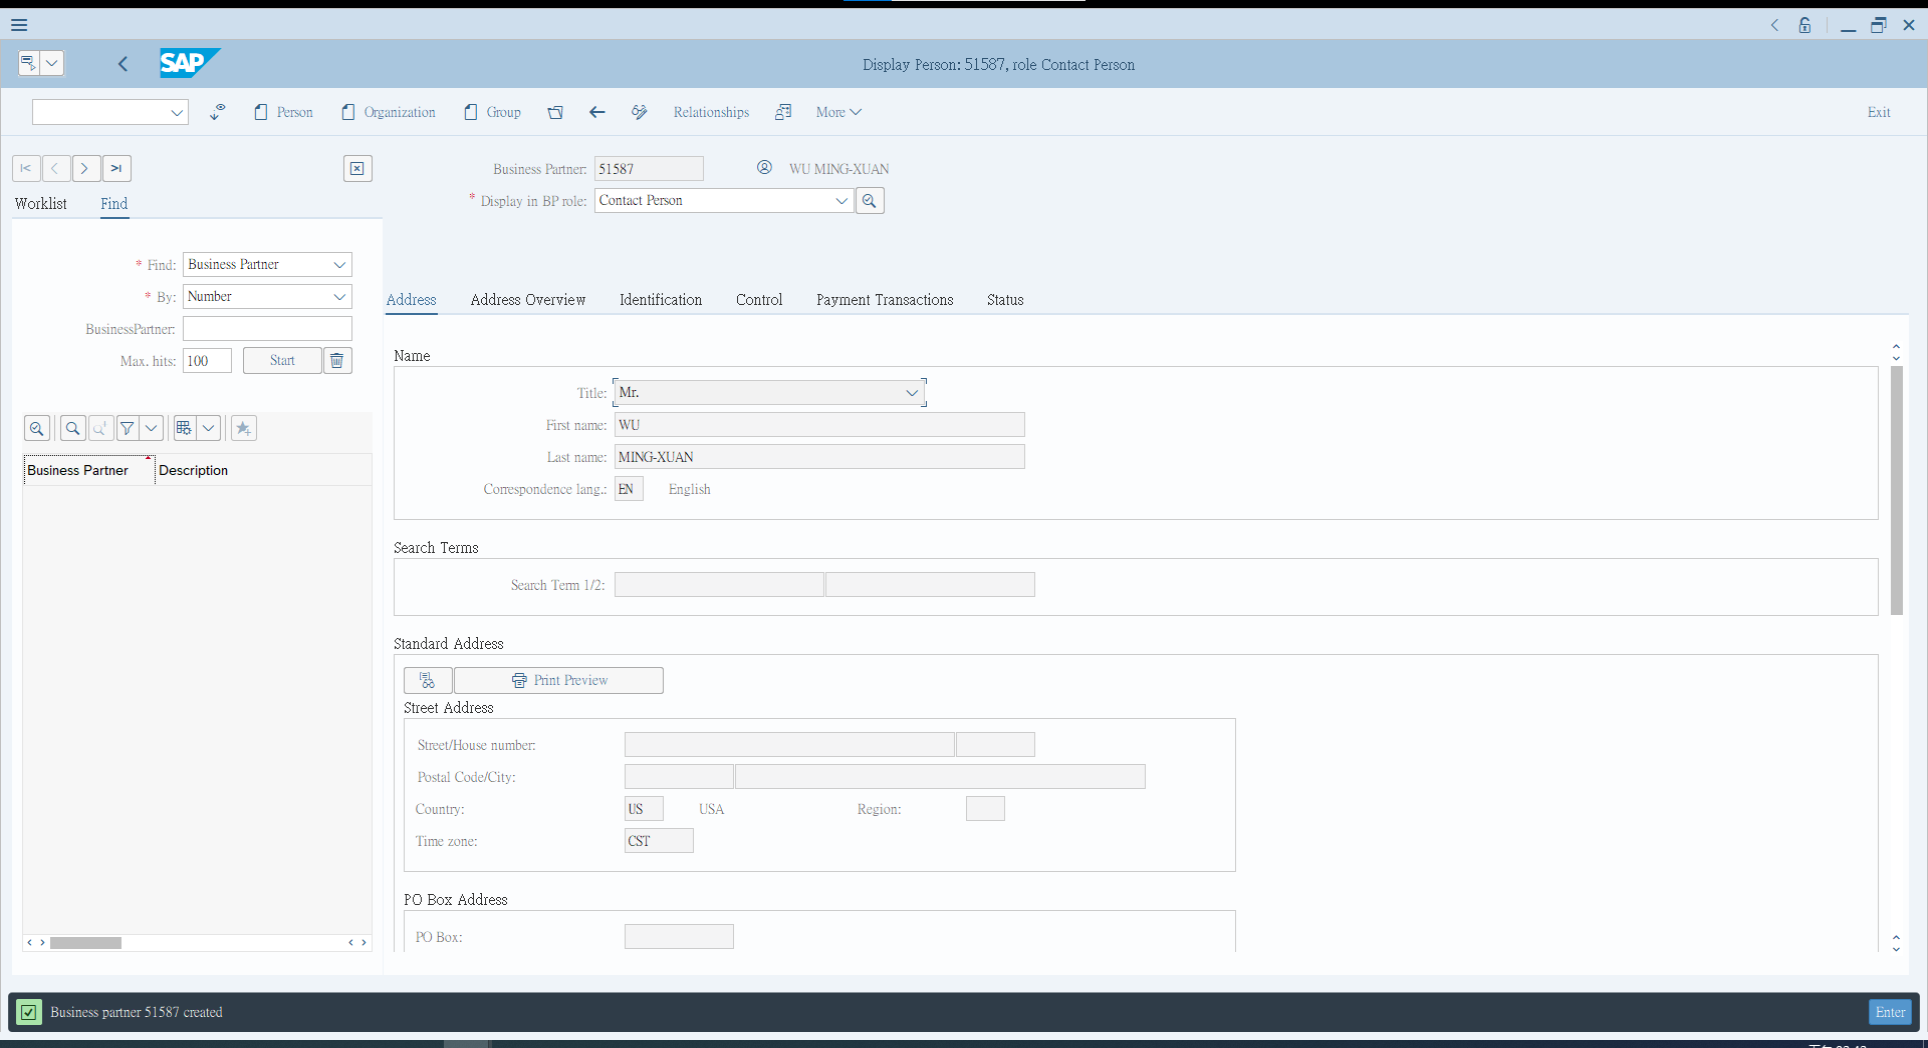 SAP
Display Person: 51587, role Contact Person
Person
Organization
Group
Relationships
More
Exit
Business Partner: 51587
WU MING-XUAN
* Display in BP role: Contact Person
Worklist
Find
* Find: Business Partner
* By: Number
BusinessPartner:
Max. hits: 100
Start
Business Partner
Description
Address
Address Overview
Identification
Control
Payment Transactions
Status
Name
Title: Mr.
First name: WU
Last name: MING-XUAN
Correspondence lang.: EN English
Search Terms
Search Term 1/2:
Standard Address
Print Preview
Street Address
Street/House number:
Postal Code/City:
Country: US USA Region:
Time zone: CST
PO Box Address
PO Box:
Business partner 51587 created
Enter